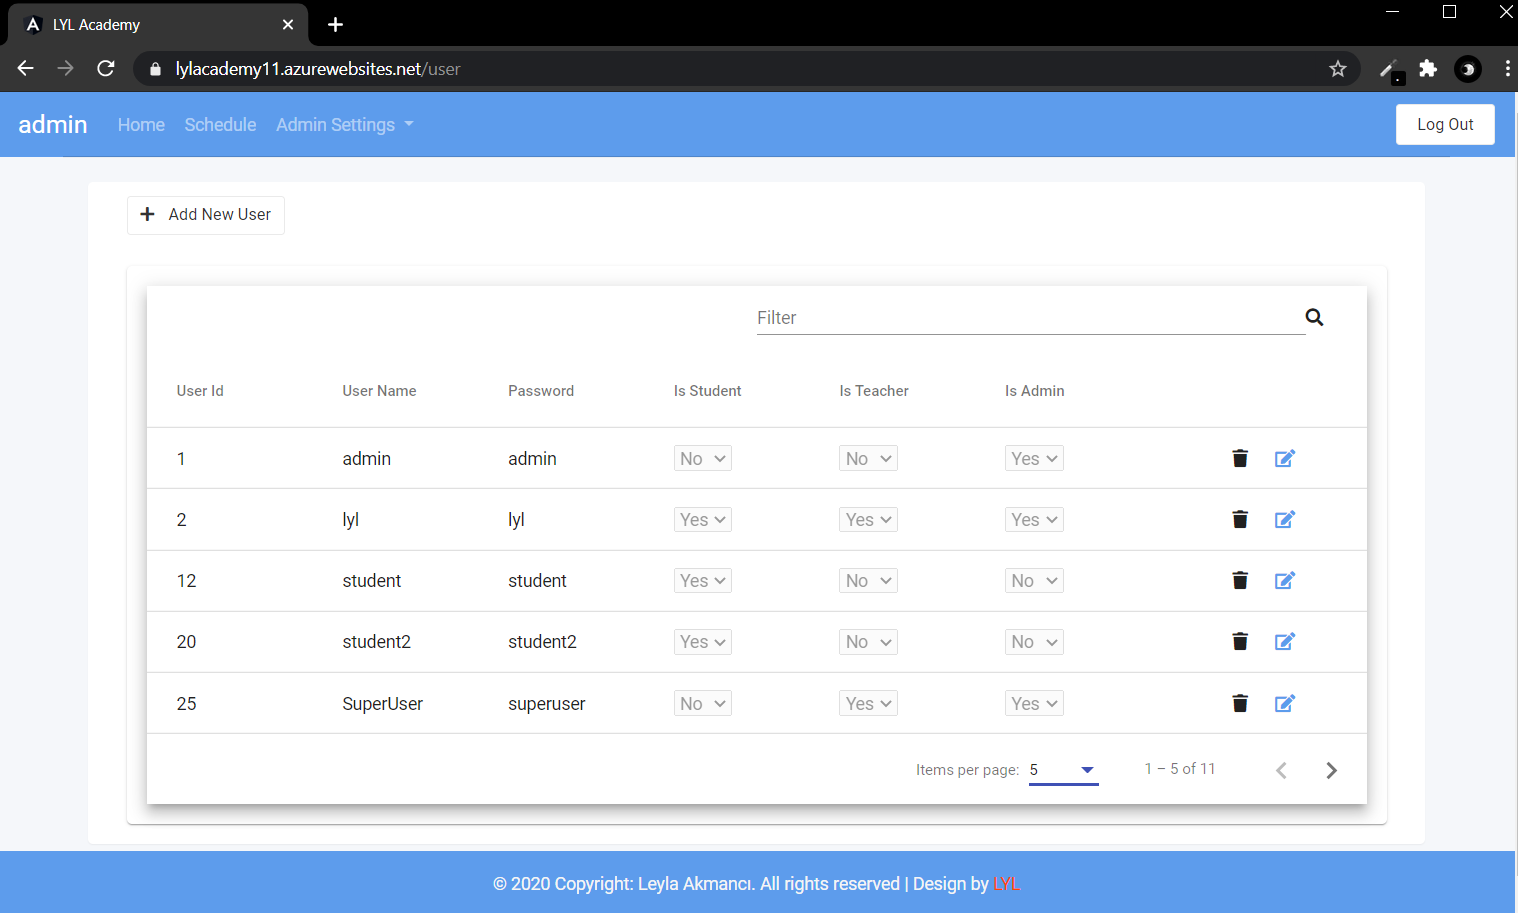 LYL Academy
lylacademy11.azurewebsites.net/user
admin Home Schedule Admin Settings Log Out
Add New User
Filter
User Id User Name Password Is Student Is Teacher Is Admin
1 admin admin No No Yes
2 lyl lyl Yes Yes Yes
12 student student Yes No No
20 student2 student2 Yes No No
25 SuperUser superuser No Yes Yes
Items per page: 5 1 – 5 of 11
© 2020 Copyright: Leyla Akmancı. All rights reserved | Design by LYL